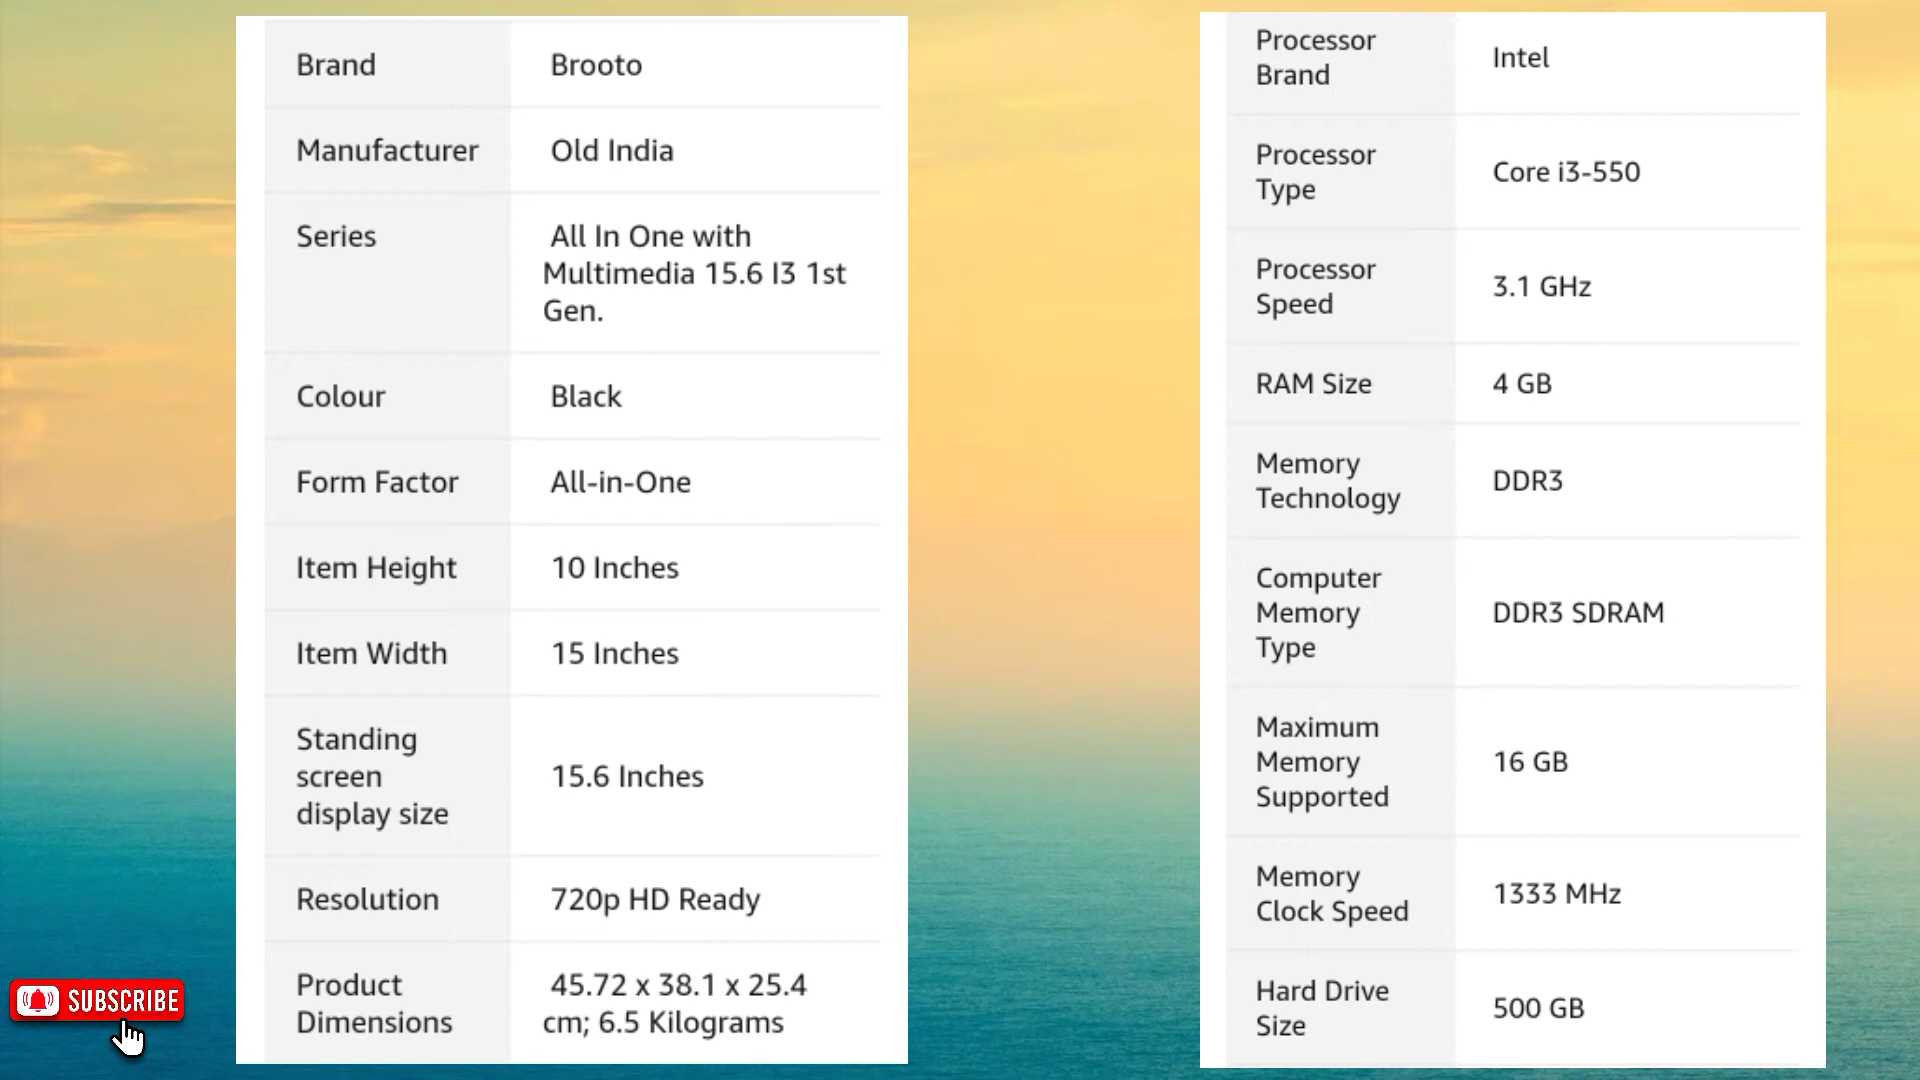 Brand Brooto
Manufacturer Old India
Series All In One with
Multimedia 15.6 I3 1st
Gen.
Colour Black
Form Factor All-in-One
Item Height 10 Inches
Item Width 15 Inches
Standing
screen 15.6 Inches
display size
Resolution 720p HD Ready
Product 45.72 x 38.1 x 25.4
Dimensions cm; 6.5 Kilograms
Processor
Brand
Intel
Processor
Type
Core i3-550
Processor
Speed
3.1 GHz
RAM Size 4 GB
Memory
Technology
DDR3
Computer
Memory DDR3 SDRAM
Type
Maximum
Memory 16 GB
Supported
Memory
Clock Speed
1333 MHz
Hard Drive
Size
500 GB
SUBSCRIBE